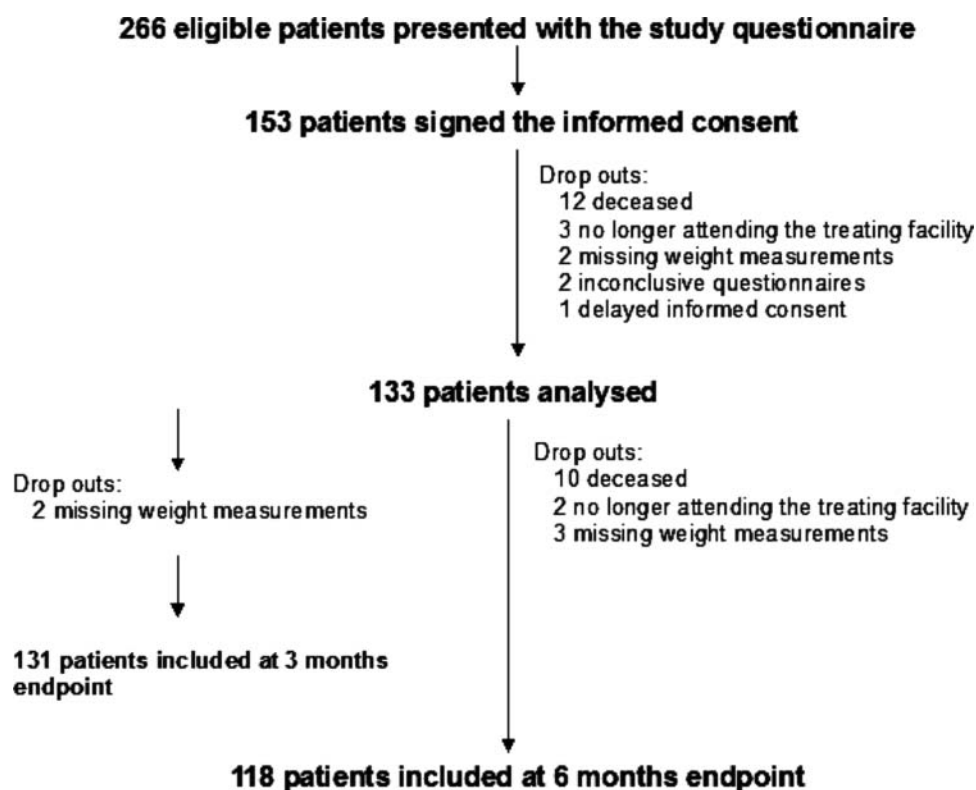 266 eligible patients presented with the study questionnaire
153 patients signed the informed consent
Drop outs:
12 deceased
3 no longer attending the treating facility
2 missing weight measurements
2 inconclusive questionnaires
1 delayed informed consent
133 patients analysed
Drop outs:
2 missing weight measurements
131 patients included at 3 months
endpoint
Drop outs:
10 deceased
2 no longer attending the treating facility
3 missing weight measurements
118 patients included at 6 months endpoint